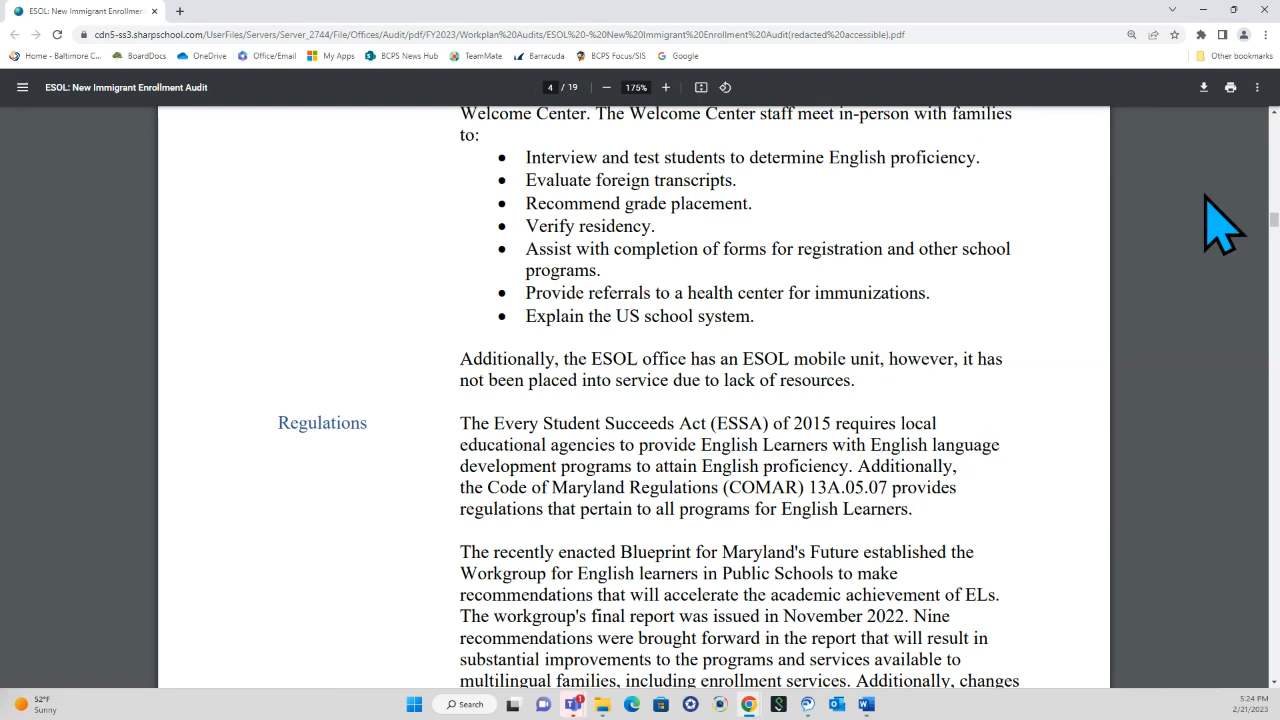 ESOL: New Immigrant Enrollment
cdn5-ss3.sharpschool.com/UserFiles/Servers/Server_2744/File/Offices/Audit/pdf/FY2023/Workplan%20Audits/ESOL%20-%20New%20Immigrant%20Enrollment%20Audit(redacted%20accessible).pdf
Home - Baltimore C... BoardDocs OneDrive Office/Email My Apps BCPS News Hub TeamMate Barracuda BCPS Focus/SIS Google Other bookmarks
ESOL: New Immigrant Enrollment Audit 4 / 19 175%
Welcome Center. The Welcome Center staff meet in-person with families
to:
• Interview and test students to determine English proficiency.
• Evaluate foreign transcripts.
• Recommend grade placement.
• Verify residency.
• Assist with completion of forms for registration and other school
programs.
• Provide referrals to a health center for immunizations.
• Explain the US school system.
Additionally, the ESOL office has an ESOL mobile unit, however, it has
not been placed into service due to lack of resources.
Regulations
The Every Student Succeeds Act (ESSA) of 2015 requires local
educational agencies to provide English Learners with English language
development programs to attain English proficiency. Additionally,
the Code of Maryland Regulations (COMAR) 13A.05.07 provides
regulations that pertain to all programs for English Learners.
The recently enacted Blueprint for Maryland's Future established the
Workgroup for English learners in Public Schools to make
recommendations that will accelerate the academic achievement of ELs.
The workgroup's final report was issued in November 2022. Nine
recommendations were brought forward in the report that will result in
substantial improvements to the programs and services available to
multilingual families, including enrollment services. Additionally, changes
52°F
Sunny
Search
1
5:24 PM
2/21/2023